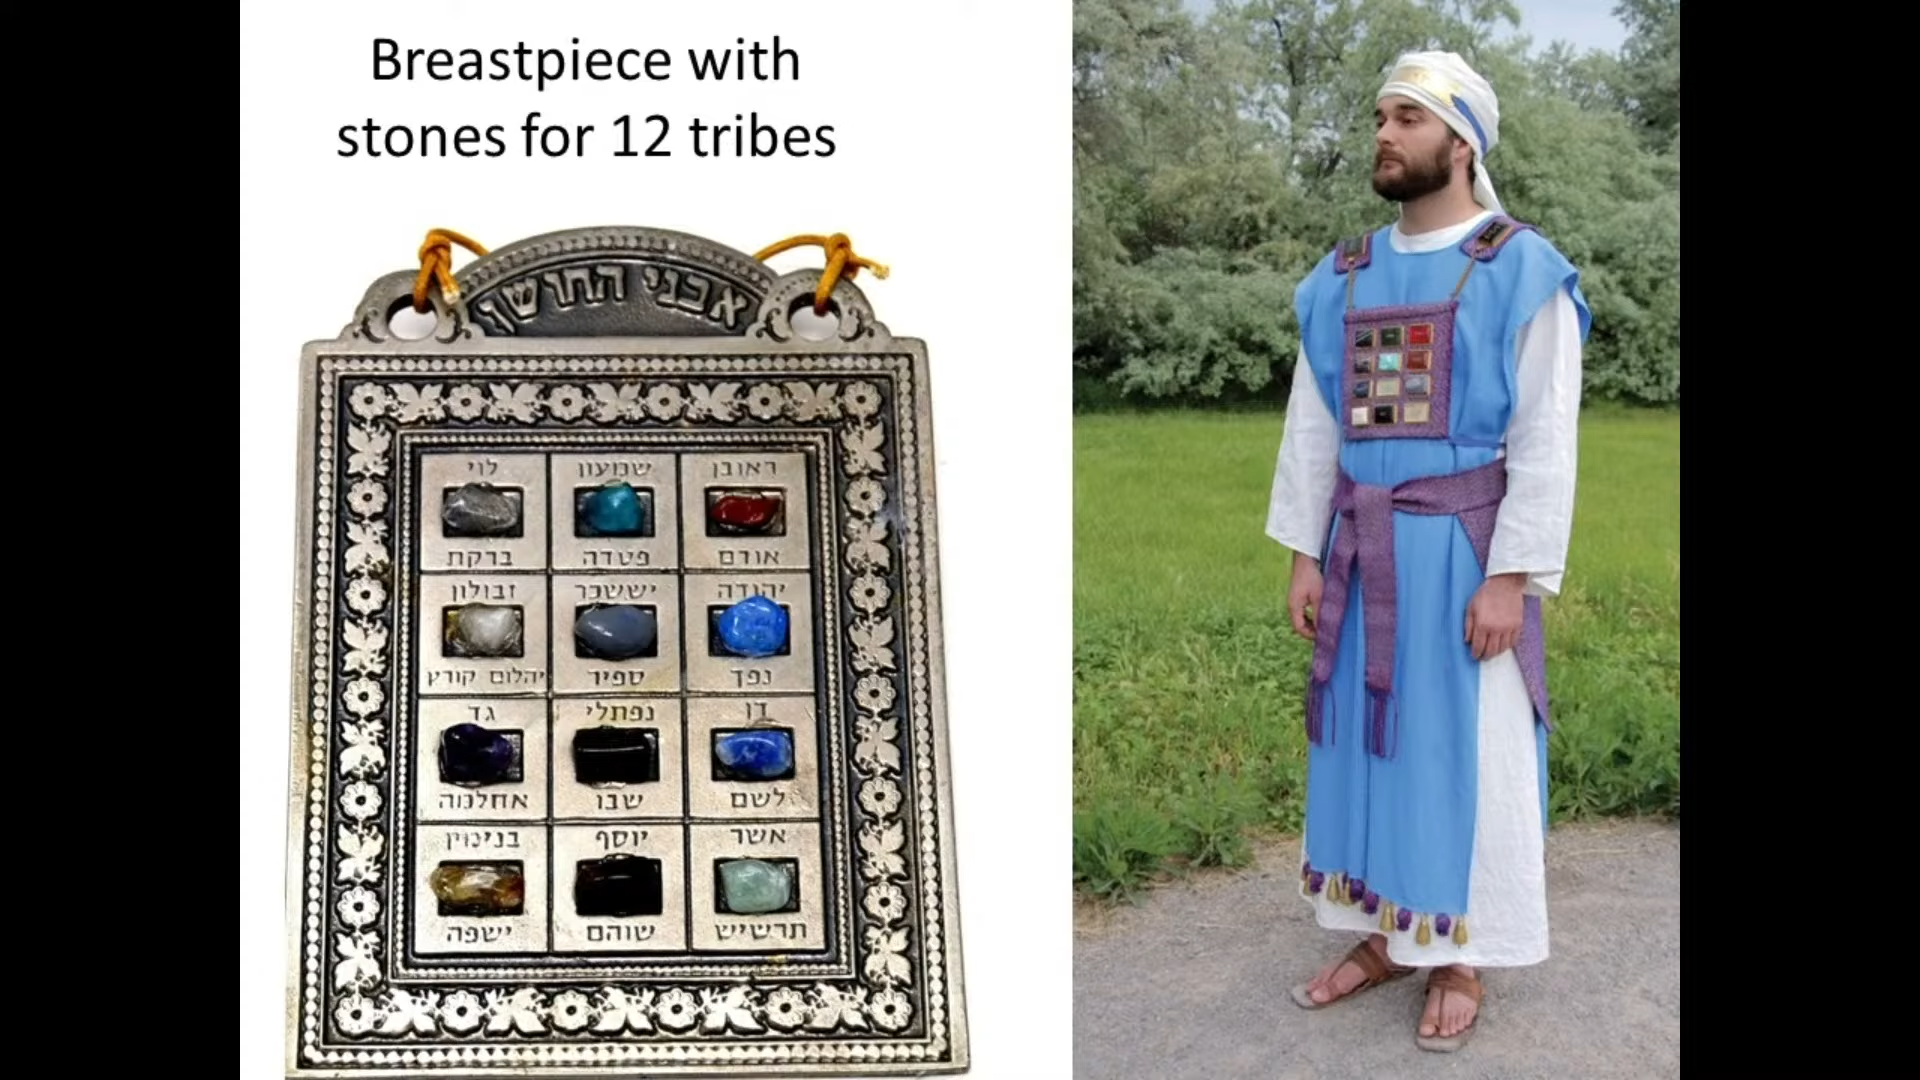 Breastpiece with
stones for 12 tribes
אבני החושן
ראובן שמעון לוי
אודם פטדה ברקת
יהודה יששכר זבולון
נפך ספיר יהלום קורץ
דן נפתלי גד
לשם שבו אחלמה
אשר יוסף בנימין
תרשיש שוהם ישפה